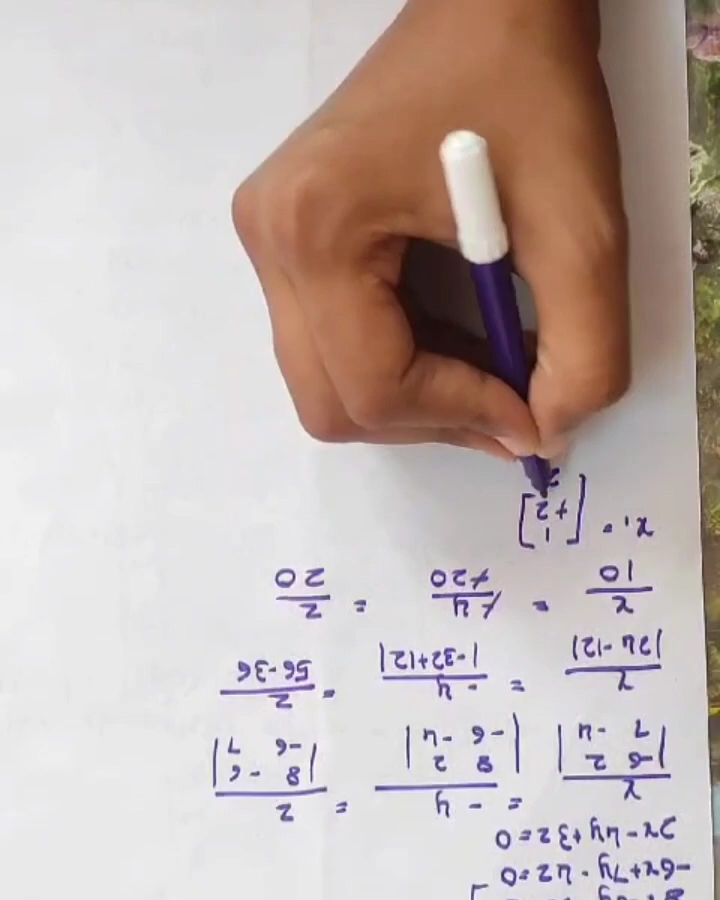 -6x+7y-4z=0
2x-4y+3z=0
x/|-6 2 7 -4| = -y/|8 2 -6 -4| = z/|8 -6 -6 7|
x/|24-12| = -y/|-32+12| = z/56-36
x/10 = +y/+20 = z/20
x₁ = [1 +2 2]